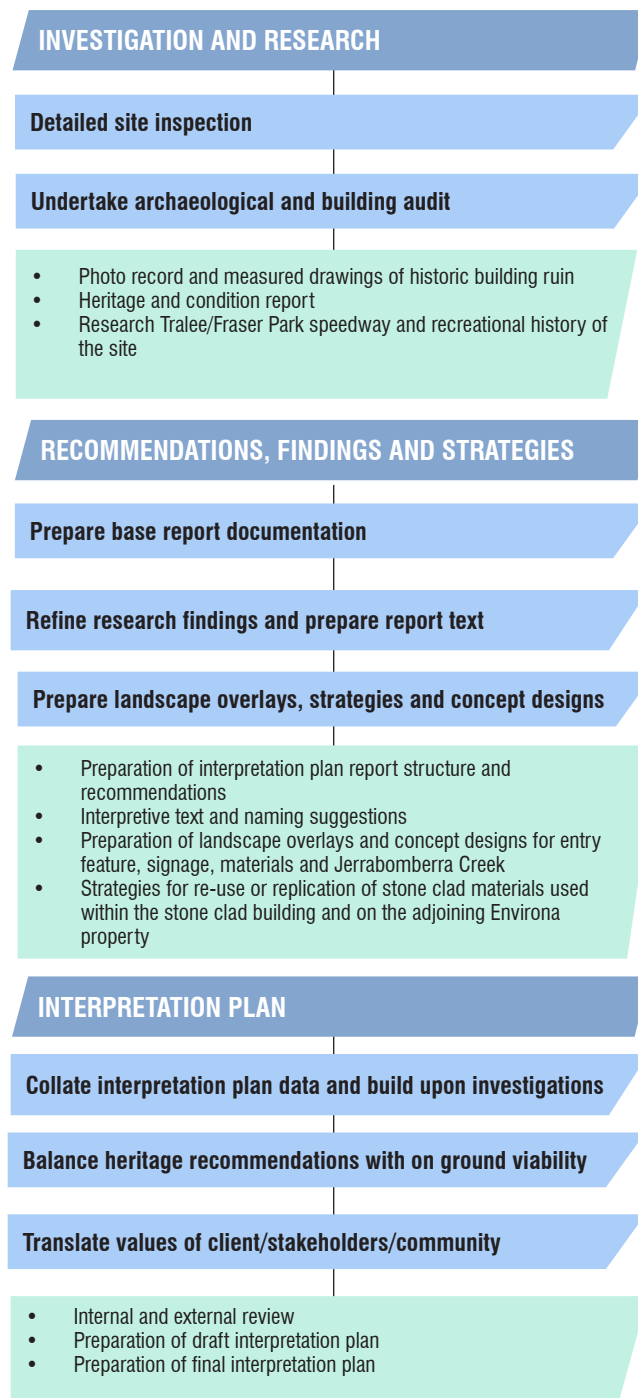 INVESTIGATION AND RESEARCH
Detailed site inspection
Undertake archaeological and building audit
• Photo record and measured drawings of historic building ruin
• Heritage and condition report
• Research Tralee/Fraser Park speedway and recreational history of
the site
RECOMMENDATIONS, FINDINGS AND STRATEGIES
Prepare base report documentation
Refine research findings and prepare report text
Prepare landscape overlays, strategies and concept designs
• Preparation of interpretation plan report structure and
recommendations
• Interpretive text and naming suggestions
• Preparation of landscape overlays and concept designs for entry
feature, signage, materials and Jerrabomberra Creek
• Strategies for re-use or replication of stone clad materials used
within the stone clad building and on the adjoining Environa
property
INTERPRETATION PLAN
Collate interpretation plan data and build upon investigations
Balance heritage recommendations with on ground viability
Translate values of client/stakeholders/community
• Internal and external review
• Preparation of draft interpretation plan
• Preparation of final interpretation plan